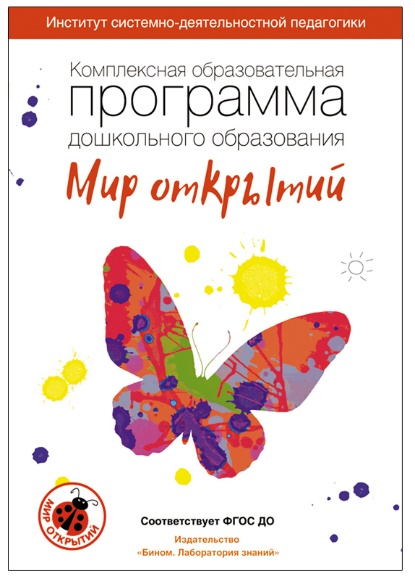 Институт системно-деятельностной педагогики
Комплексная образовательная
программа
дошкольного образования
Мир открытий
МИР ОТКРЫТИЙ
Соответствует ФГОС ДО
Издательство
«Бином. Лаборатория знаний»